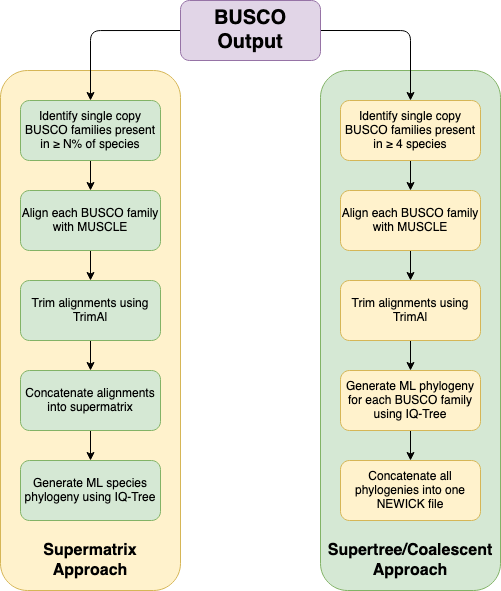 BUSCO
Output
Identify single copy
BUSCO families present
in ≥ N% of species
Align each BUSCO family
with MUSCLE
Trim alignments using
TrimAl
Concatenate alignments
into supermatrix
Generate ML species
phylogeny using IQ-Tree
Supermatrix
Approach
Identify single copy
BUSCO families present
in ≥ 4 species
Align each BUSCO family
with MUSCLE
Trim alignments using
TrimAl
Generate ML phylogeny
for each BUSCO family
using IQ-Tree
Concatenate all
phylogenies into one
NEWICK file
Supertree/Coalescent
Approach